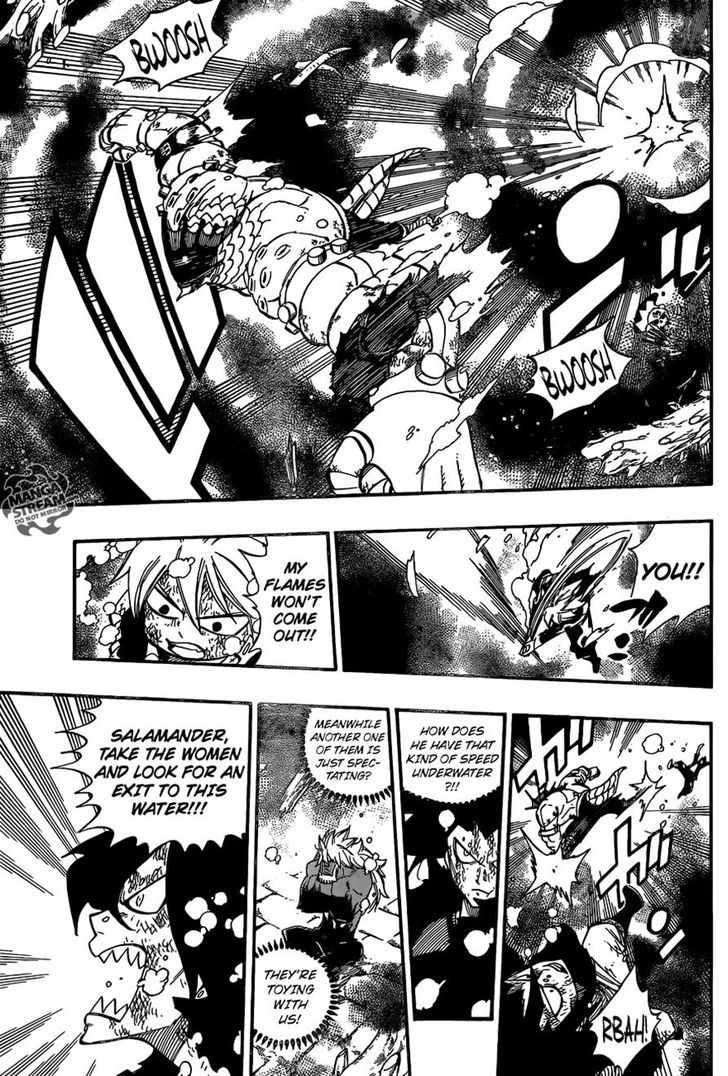 BWOOSH
BWOOSH
MANGA
STREAM
DO NOT MIRROR
YOU!!
MY
FLAMES
WON'T
COME
OUT!!
RBAH!
HOW DOES
HE HAVE THAT
KIND OF SPEED
UNDERWATER
?!!
MEANWHILE
ANOTHER ONE
OF THEM IS
JUST SPEC-
TATING?
THEY'RE
TOYING
WITH
US!
SALAMANDER,
TAKE THE WOMEN
AND LOOK FOR AN
EXIT TO THIS
WATER!!!